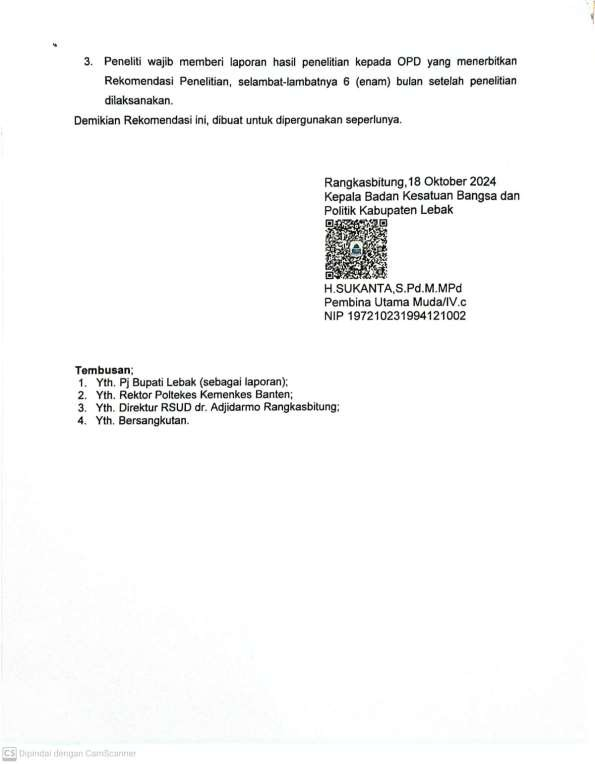 3. Peneliti wajib memberi laporan hasil penelitian kepada OPD yang menerbitkan
Rekomendasi Penelitian, selambat-lambatnya 6 (enam) bulan setelah penelitian
dilaksanakan.
Demikian Rekomendasi ini, dibuat untuk dipergunakan seperlunya.
Rangkasbitung,18 Oktober 2024
Kepala Badan Kesatuan Bangsa dan
Politik Kabupaten Lebak
H.SUKANTA,S.Pd.M.MPd
Pembina Utama Muda/IV.c
NIP 197210231994121002
Tembusan;
1. Yth. Pj Bupati Lebak (sebagai laporan);
2. Yth. Rektor Poltekes Kemenkes Banten;
3. Yth. Direktur RSUD dr. Adjidarmo Rangkasbitung;
4. Yth. Bersangkutan.
CS Dipindai dengan CamScanner